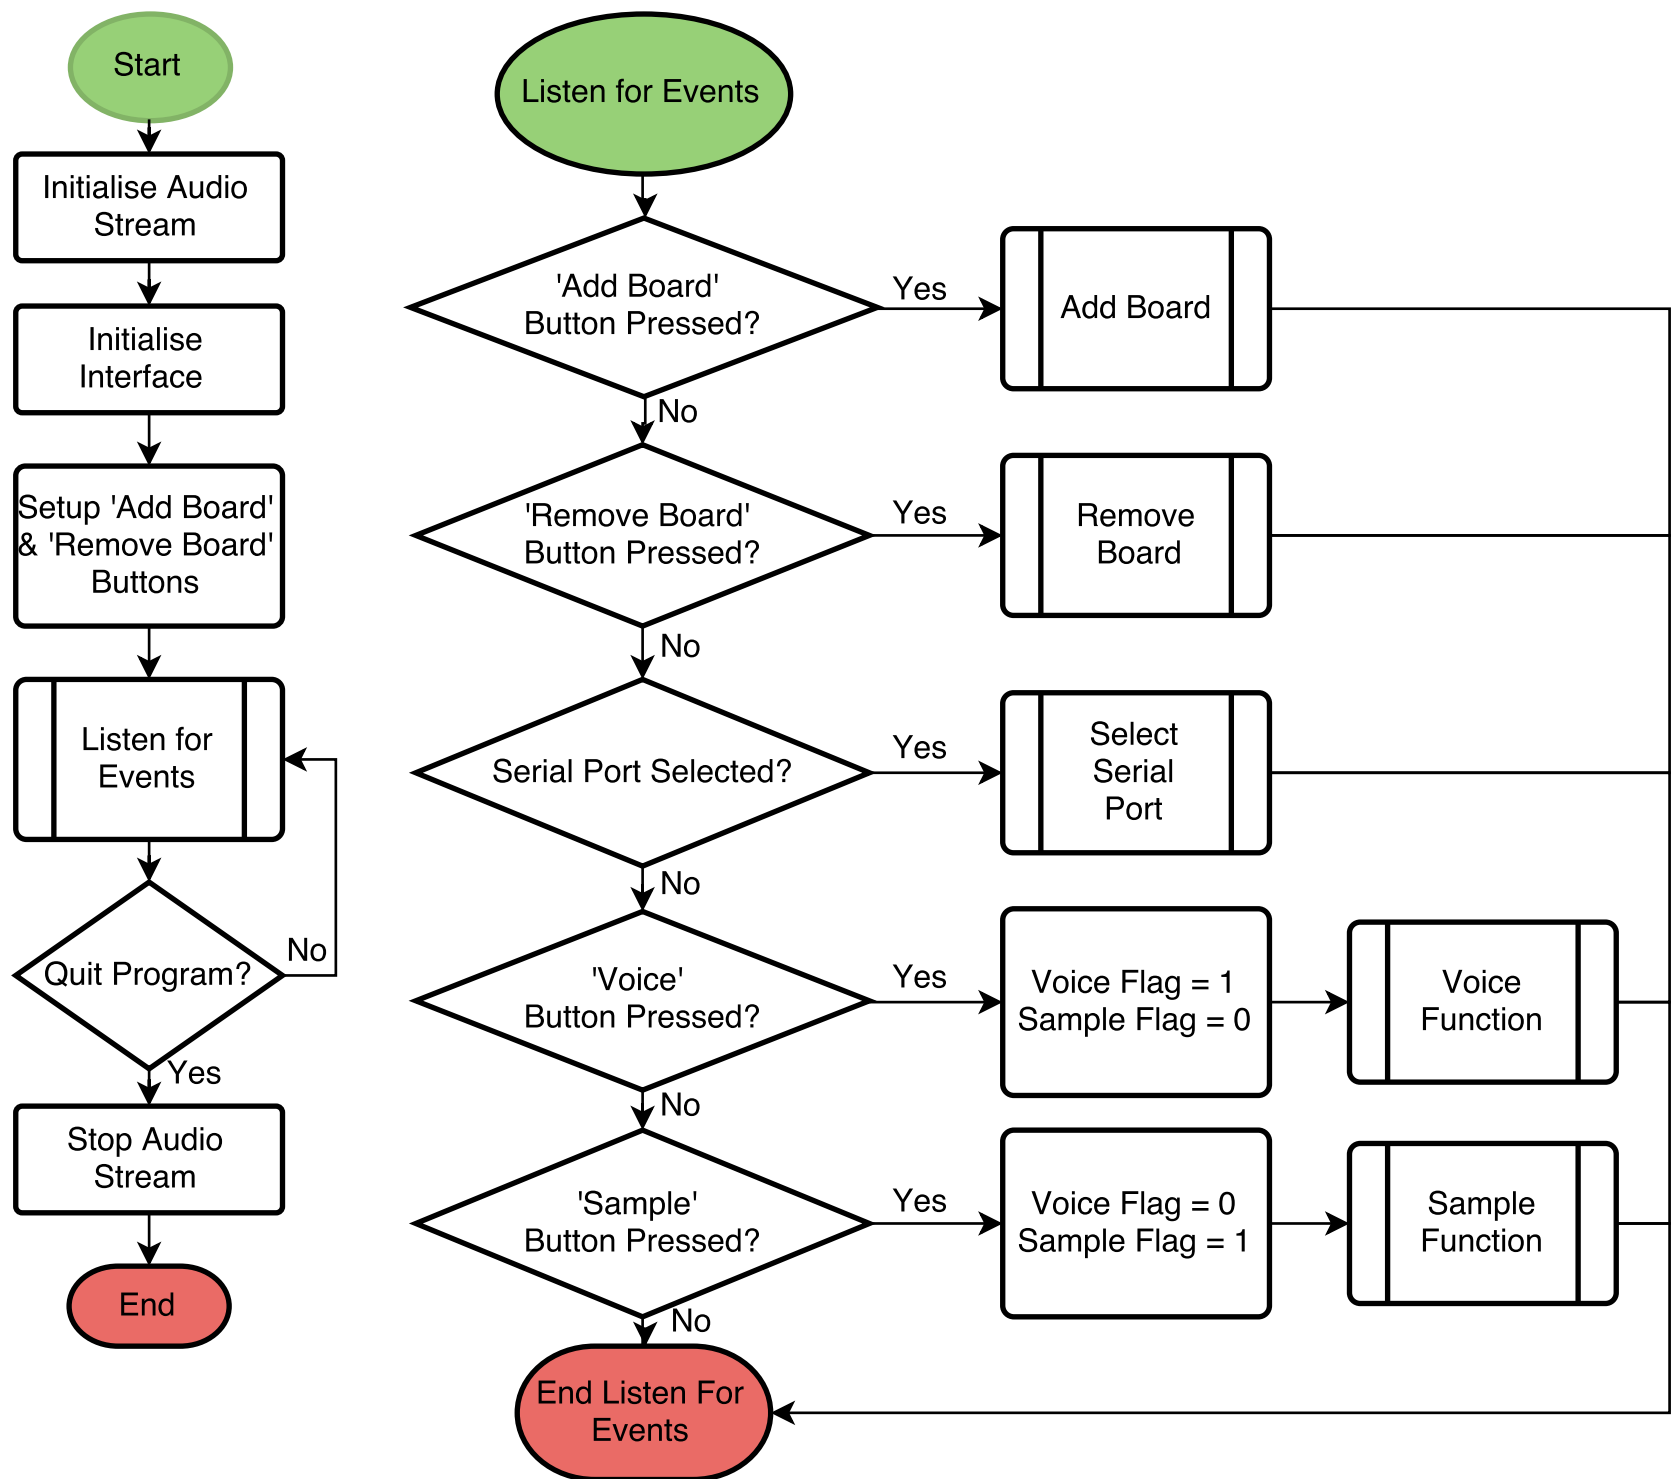 Start
Initialise Audio
Stream
Initialise
Interface
Setup 'Add Board'
& 'Remove Board'
Buttons
Listen for
Events
Quit Program?
No
Yes
Stop Audio
Stream
End
Listen for Events
'Add Board'
Button Pressed?
Yes
Add Board
No
'Remove Board'
Button Pressed?
Yes
Remove
Board
No
Serial Port Selected?
Yes
Select
Serial
Port
No
'Voice'
Button Pressed?
Yes
Voice Flag = 1
Sample Flag = 0
Voice
Function
No
'Sample'
Button Pressed?
Yes
Voice Flag = 0
Sample Flag = 1
Sample
Function
No
End Listen For
Events